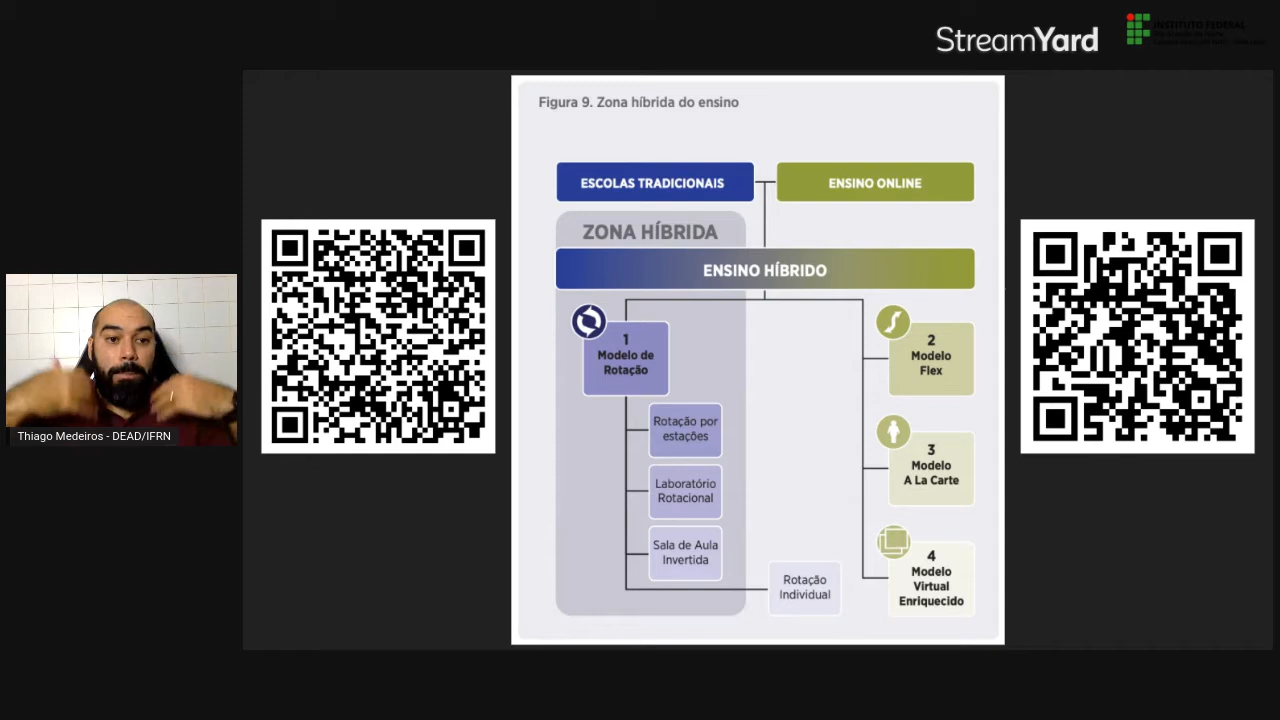 StreamYard
INSTITUTO FEDERAL
Figura 9. Zona híbrida do ensino
ESCOLAS TRADICIONAIS
ENSINO ONLINE
ZONA HÍBRIDA
ENSINO HÍBRIDO
1
Modelo de
Rotação
Rotação por
estações
Laboratório
Rotacional
Sala de Aula
Invertida
Rotação
Individual
2
Modelo
Flex
3
Modelo
A La Carte
4
Modelo
Virtual
Enriquecido
Thiago Medeiros - DEAD/IFRN